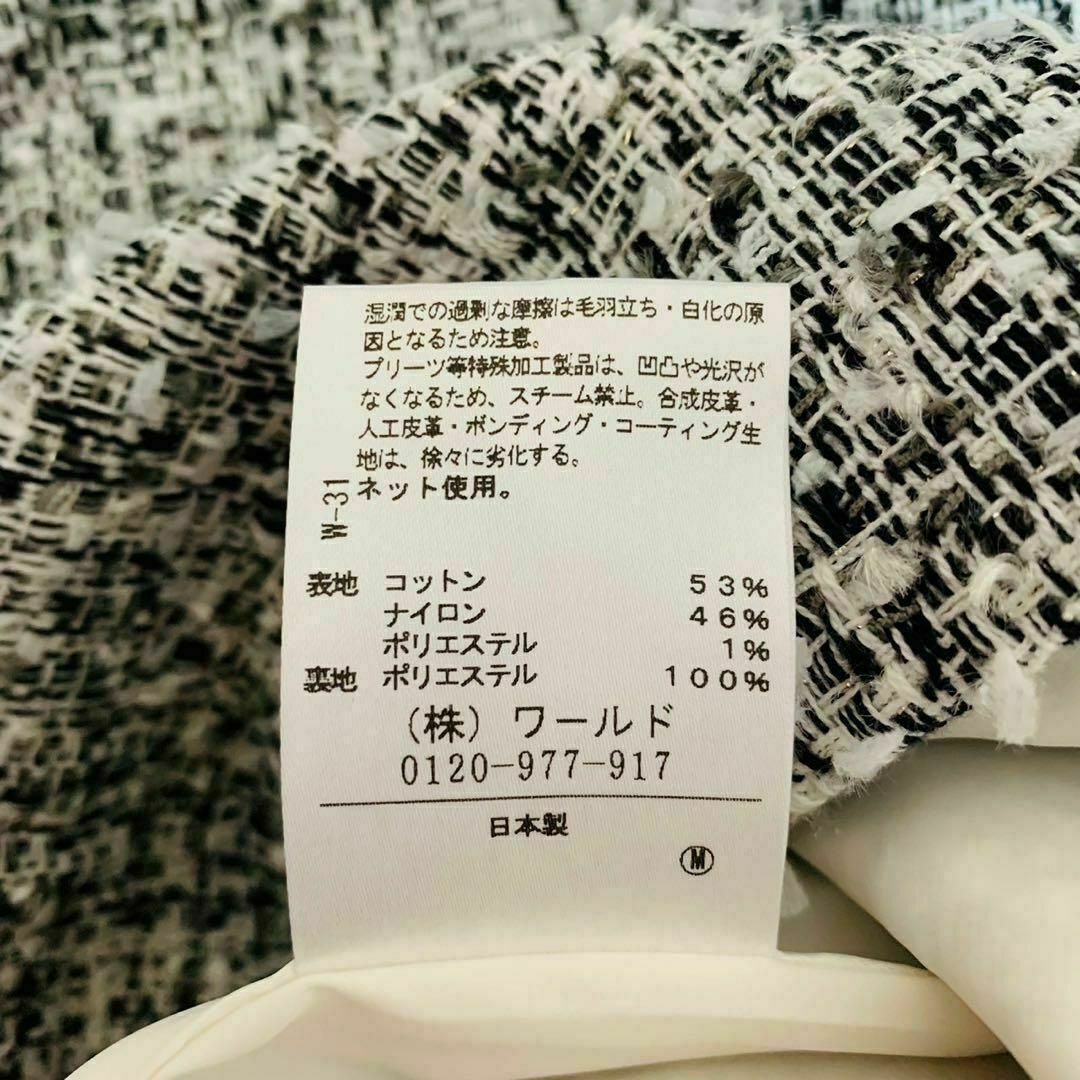 湿潤での過剰な摩擦は毛羽立ち・白化の原
因となるため注意。
プリーツ等特殊加工製品は、凹凸や光沢が
なくなるため、スチーム禁止。合成皮革・
人工皮革・ボンディング・コーティング生
地は、徐々に劣化する。
ネット使用。
W-31
表地 コットン 53%
ナイロン 46%
ポリエステル 1%
裏地 ポリエステル 100%
(株) ワールド
0120-977-917
日本製
M